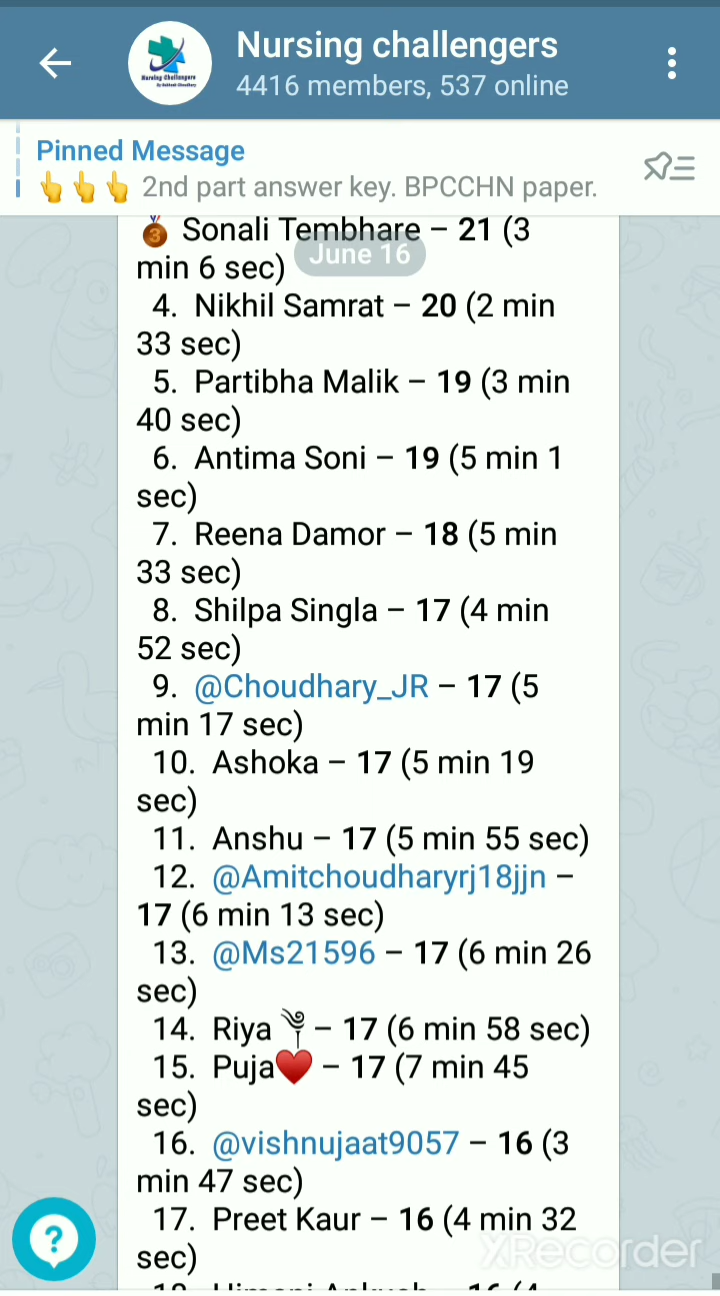 Nursing challengers
4416 members, 537 online
Pinned Message
👆👆👆 2nd part answer key. BPCCHN paper.
🥉 Sonali Tembhare – 21 (3
min 6 sec)
June 16
4. Nikhil Samrat – 20 (2 min
33 sec)
5. Partibha Malik – 19 (3 min
40 sec)
6. Antima Soni – 19 (5 min 1
sec)
7. Reena Damor – 18 (5 min
33 sec)
8. Shilpa Singla – 17 (4 min
52 sec)
9. @Choudhary_JR – 17 (5
min 17 sec)
10. Ashoka – 17 (5 min 19
sec)
11. Anshu – 17 (5 min 55 sec)
12. @Amitchoudharyrj18jjn –
17 (6 min 13 sec)
13. @Ms21596 – 17 (6 min 26
sec)
14. Riya – 17 (6 min 58 sec)
15. Puja♥️ – 17 (7 min 45
sec)
16. @vishnujaat9057 – 16 (3
min 47 sec)
17. Preet Kaur – 16 (4 min 32
sec)
XRecorder